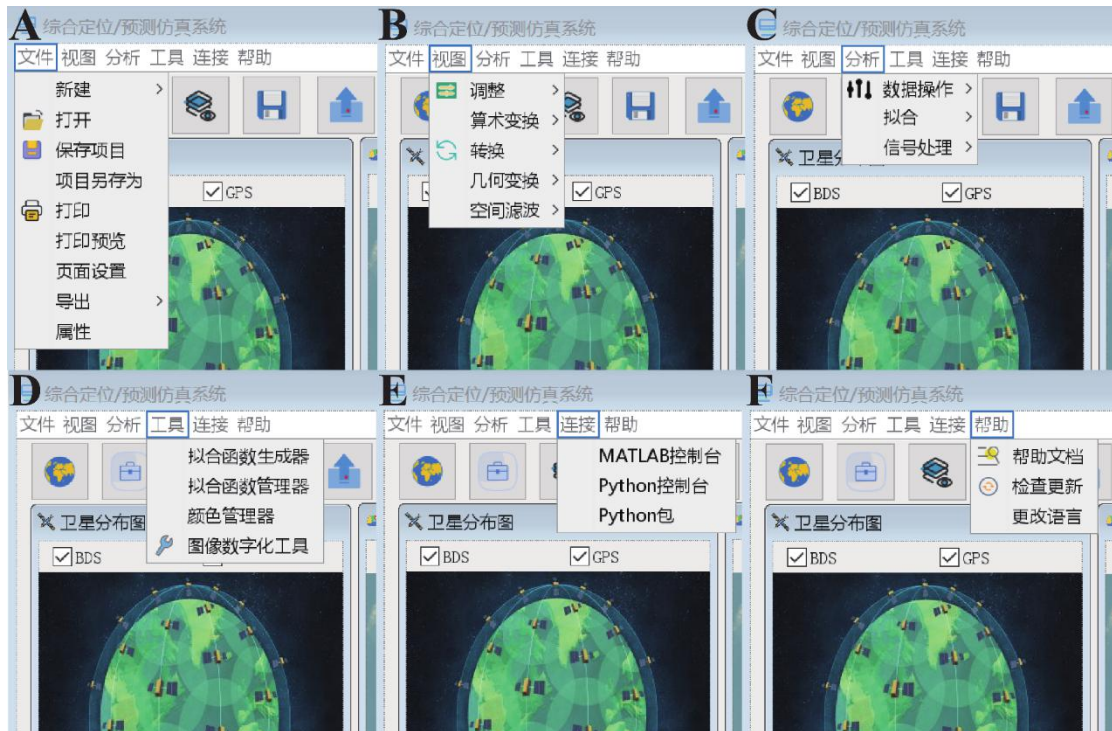 A 综合定位/预测仿真系统
文件 视图 分析 工具 连接 帮助
新建
打开
保存项目
项目另存为
打印
打印预览
页面设置
导出
属性
GPS
B 综合定位/预测仿真系统
文件 视图 分析 工具 连接 帮助
调整
算术变换
转换
几何变换
空间滤波
GPS
C 综合定位/预测仿真系统
文件 视图 分析 工具 连接 帮助
数据操作
拟合
信号处理
卫星分
BDS GPS
D 综合定位/预测仿真系统
文件 视图 分析 工具 连接 帮助
拟合函数生成器
拟合函数管理器
颜色管理器
图像数字化工具
卫星分布图
BDS
E 综合定位/预测仿真系统
文件 视图 分析 工具 连接 帮助
MATLAB控制台
Python控制台
Python包
卫星分布图
BDS GPS
F 综合定位/预测仿真系统
文件 视图 分析 工具 连接 帮助
帮助文档
检查更新
更改语言
卫星分布图
BDS GPS